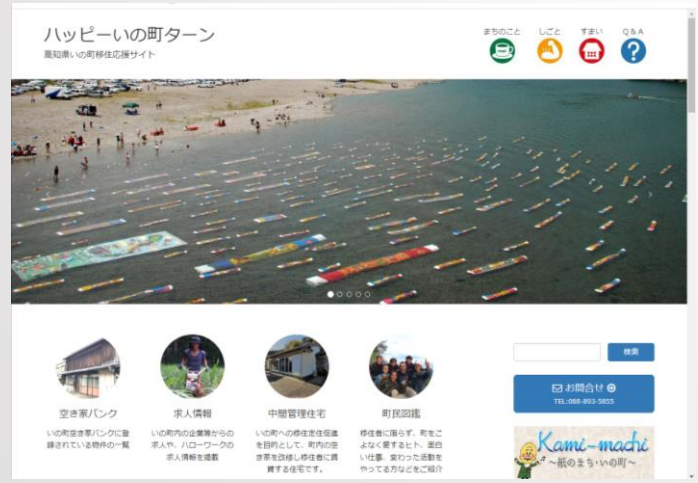 ハッピーいの町ターン
高知県いの町移住応援サイト
まちのこと しごと すまい Q&A
空き家バンク
いの町空き家バンクに登
録されている物件の一覧
求人情報
いの町内の企業等からの
求人や、ハローワークの
求人情報を掲載
中間管理住宅
いの町への移住定住促進
を目的として、町内の空
き家を改修し移住者に賃
貸する住宅です。
町民図鑑
移住者に限らず、町をこ
よなく愛するヒト、面白
い仕事、変わった活動を
やってる方などをご紹介
検索
お問合せ
TEL:088-893-5855
Kami-machi
～紙のまち・いの町～